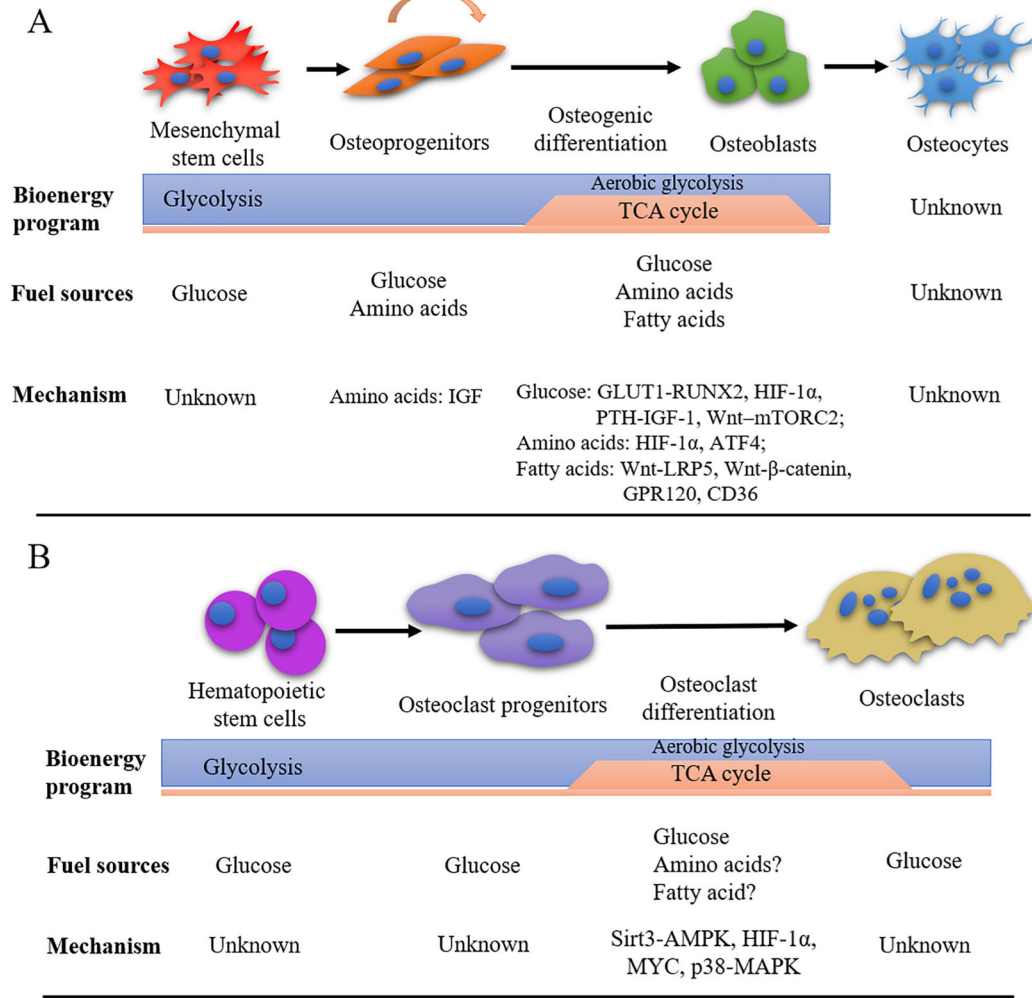 A
Mesenchymal
stem cells
Osteoprogenitors
Osteogenic
differentiation
Osteoblasts
Osteocytes
Bioenergy
program
Glycolysis
Aerobic glycolysis
TCA cycle
Unknown
Fuel sources
Glucose
Glucose
Amino acids
Glucose
Amino acids
Fatty acids
Unknown
Mechanism
Unknown
Amino acids: IGF
Glucose: GLUT1-RUNX2, HIF-1α,
PTH-IGF-1, Wnt–mTORC2;
Amino acids: HIF-1α, ATF4;
Fatty acids: Wnt-LRP5, Wnt-β-catenin,
GPR120, CD36
Unknown
B
Hematopoietic
stem cells
Osteoclast progenitors
Osteoclast
differentiation
Osteoclasts
Bioenergy
program
Glycolysis
Aerobic glycolysis
TCA cycle
Fuel sources
Glucose
Glucose
Glucose
Amino acids?
Fatty acid?
Glucose
Mechanism
Unknown
Unknown
Sirt3-AMPK, HIF-1α,
MYC, p38-MAPK
Unknown